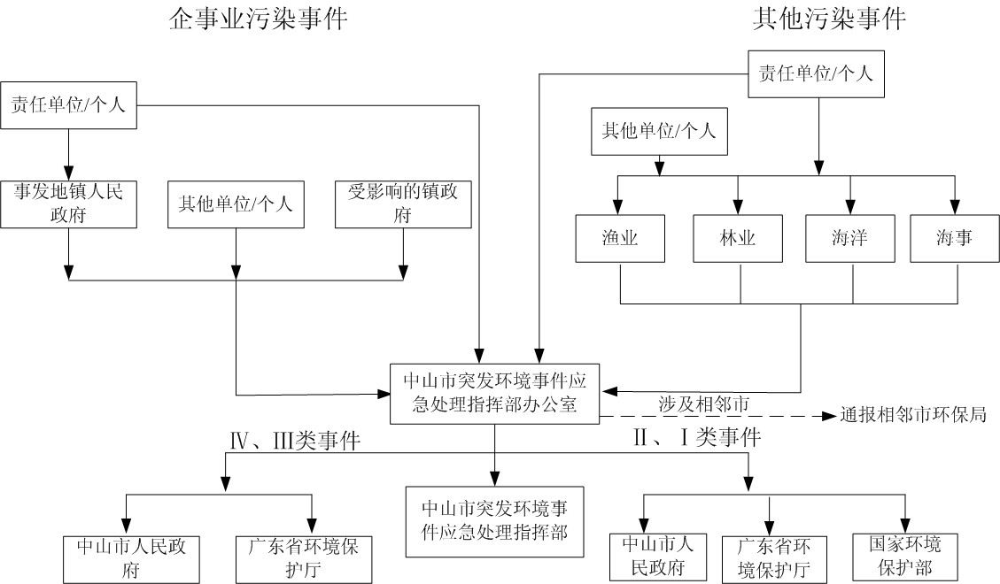 企事业污染事件
其他污染事件
责任单位/个人
责任单位/个人
其他单位/个人
事发地镇人民
政府
其他单位/个人
受影响的镇政
府
渔业
林业
海洋
海事
中山市突发环境事件应
急处理指挥部办公室
涉及相邻市
通报相邻市环保局
Ⅳ、Ⅲ类事件
Ⅱ、Ⅰ类事件
中山市突发环境事
件应急处理指挥部
中山市人民政
府
广东省环境保
护厅
中山市人
民政府
广东省环
境保护厅
国家环境
保护部